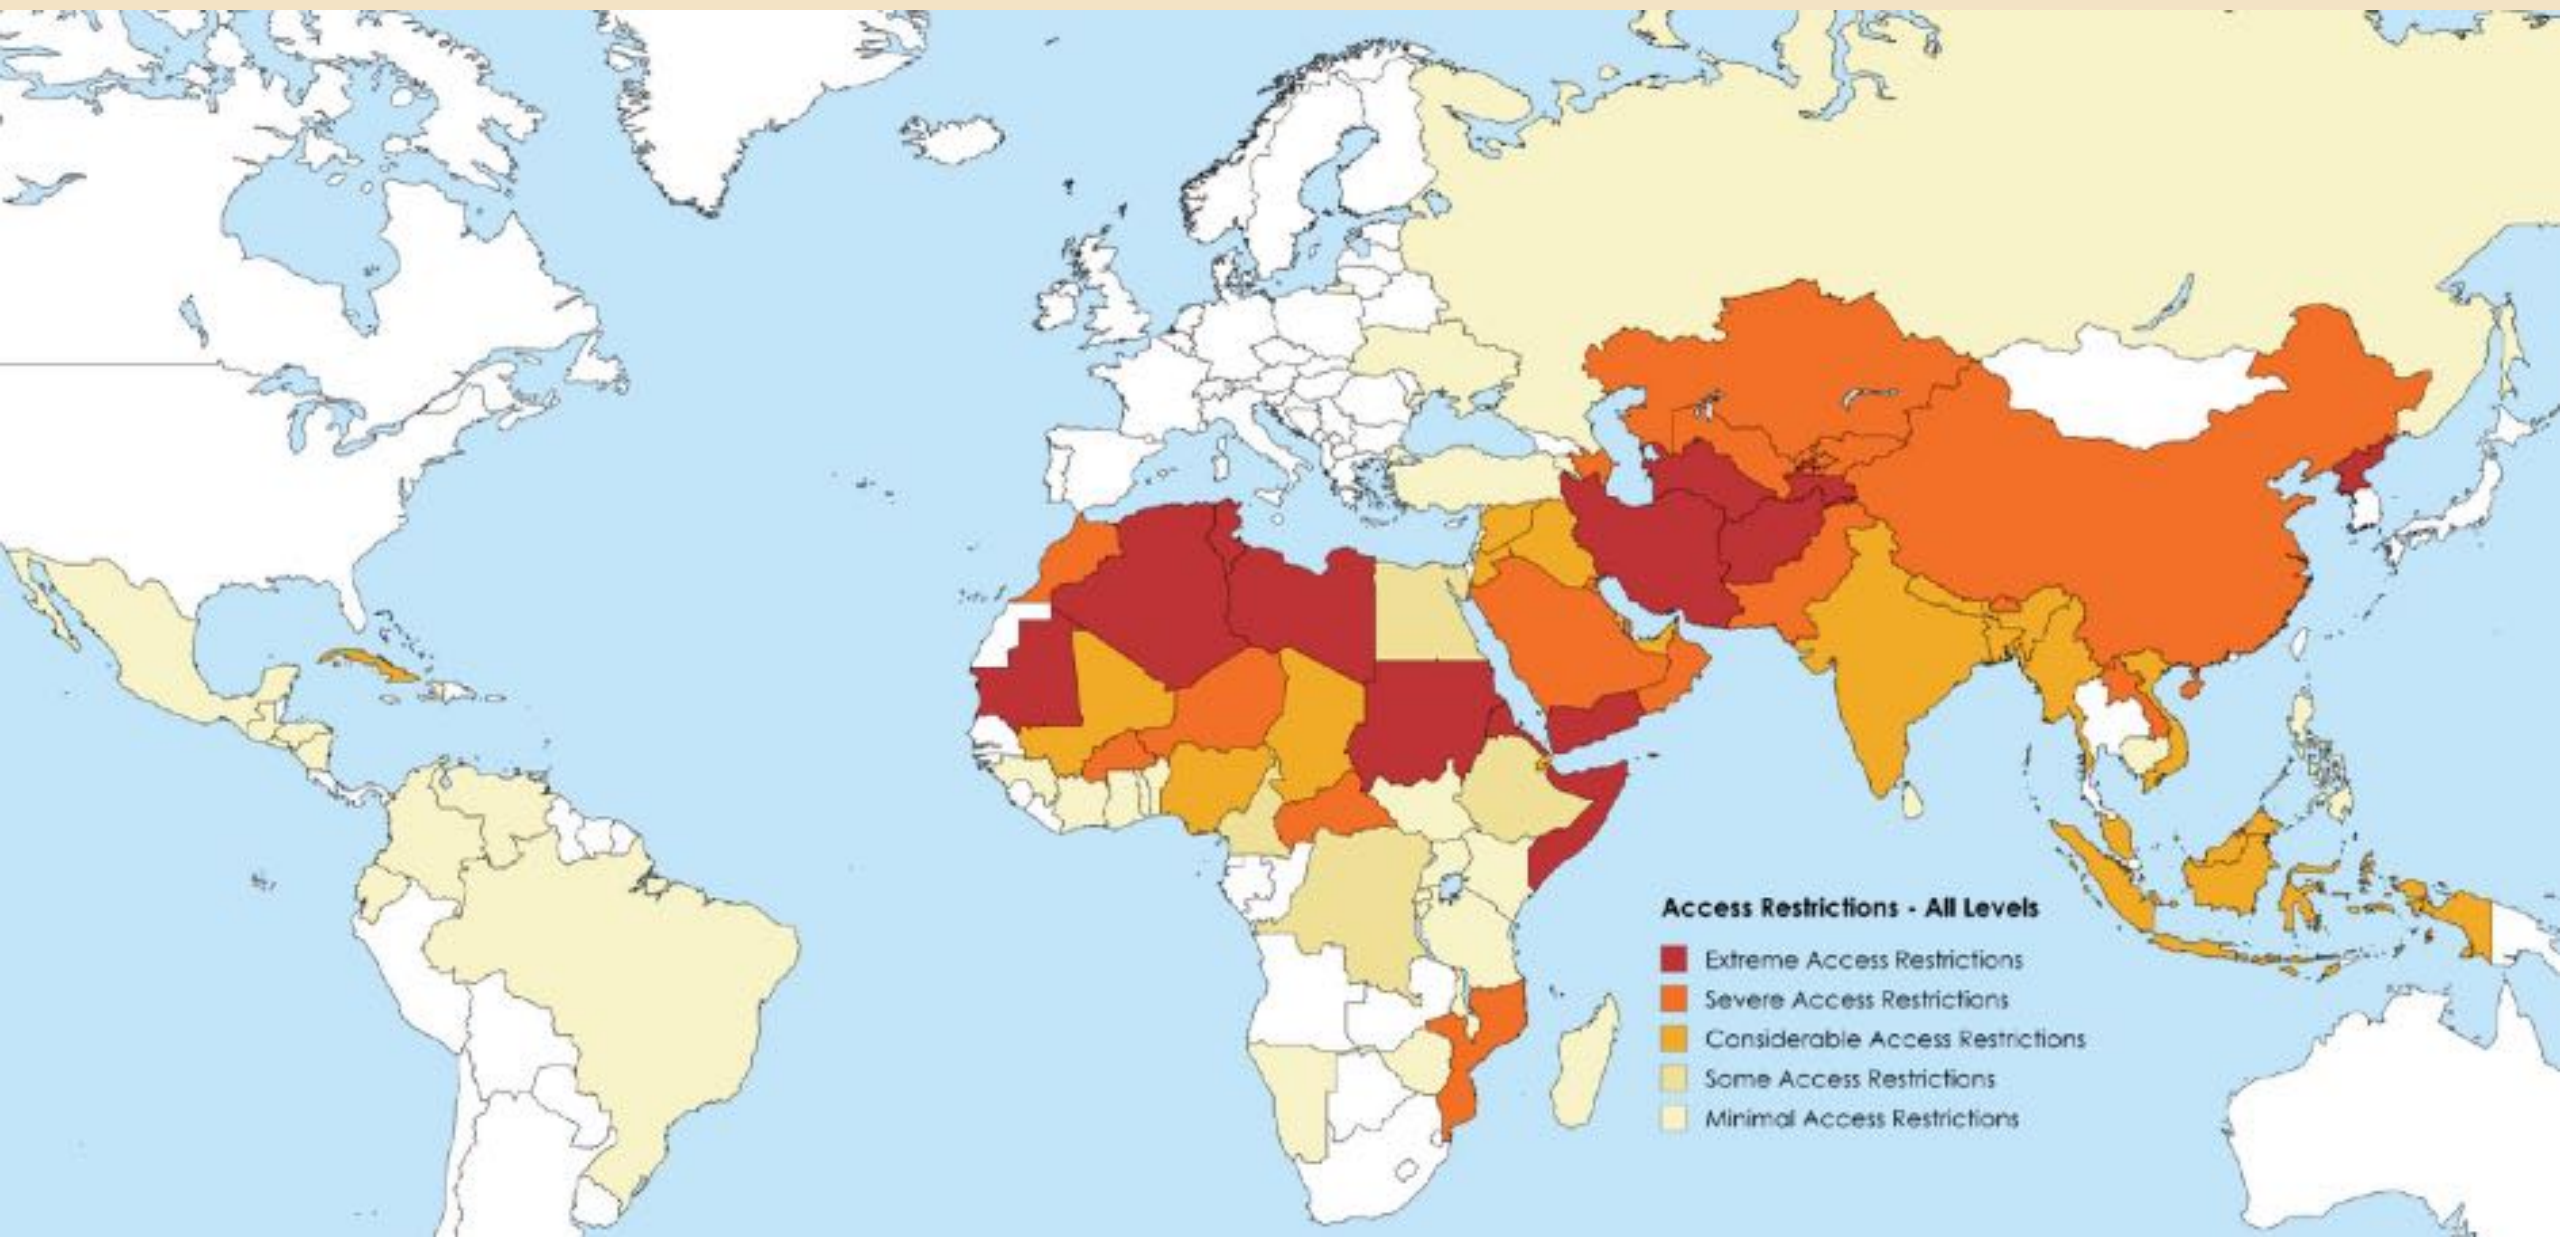 Access Restrictions - All Levels
Extreme Access Restrictions
Severe Access Restrictions
Considerable Access Restrictions
Some Access Restrictions
Minimal Access Restrictions